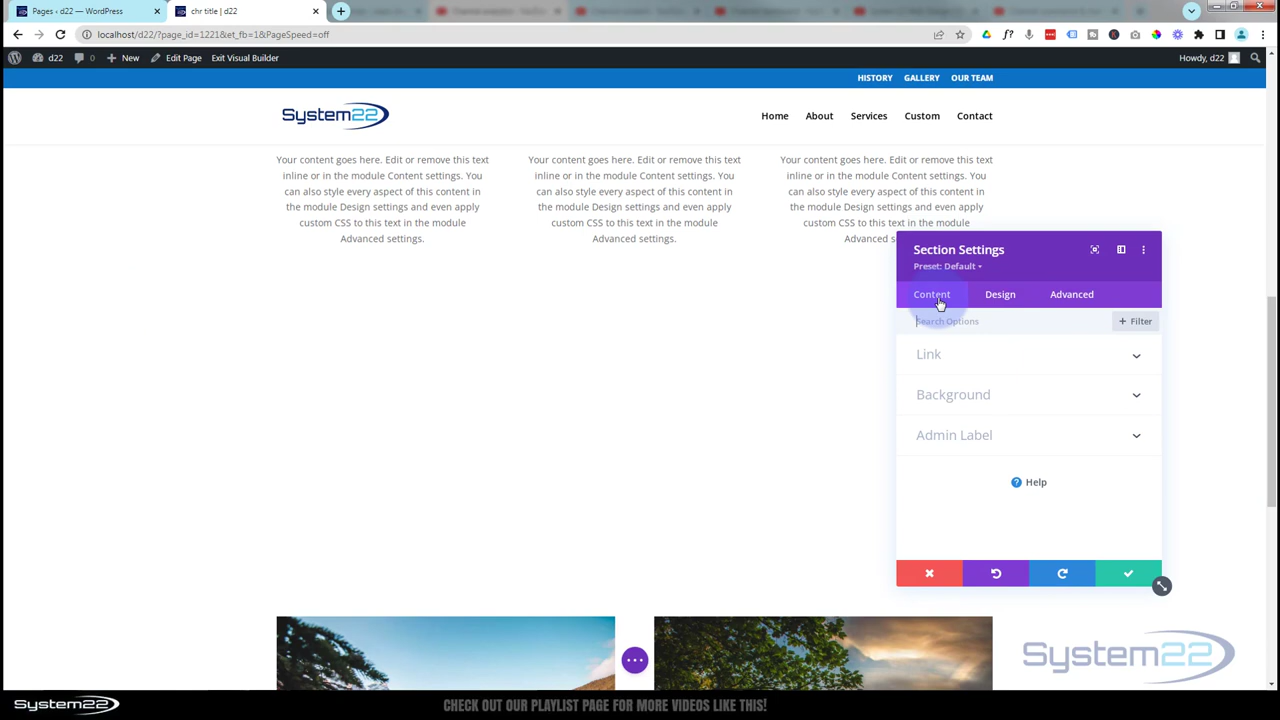 Pages ‹ d22 — WordPress
chr title | d22
localhost/d22/?page_id=1221&et_fb=1&PageSpeed=off
d22
0
New
Edit Page
Exit Visual Builder
Howdy, d22
HISTORY GALLERY OUR TEAM
System22
Home About Services Custom Contact
Your content goes here. Edit or remove this text
inline or in the module Content settings. You
can also style every aspect of this content in
the module Design settings and even apply
custom CSS to this text in the module
Advanced settings.
Your content goes here. Edit or remove this text
inline or in the module Content settings. You
can also style every aspect of this content in
the module Design settings and even apply
custom CSS to this text in the module
Advanced settings.
Your content goes here. Edit or remove this text
inline or in the module Content settings. You
can also style every aspect of this content in
the module Design settings and even apply
custom CSS to this text in the module
Advanced se
Section Settings
Preset: Default
Content Design Advanced
Search Options
+ Filter
Link
Background
Admin Label
Help
System22
System22
CHECK OUT OUR PLAYLIST PAGE FOR MORE VIDEOS LIKE THIS!